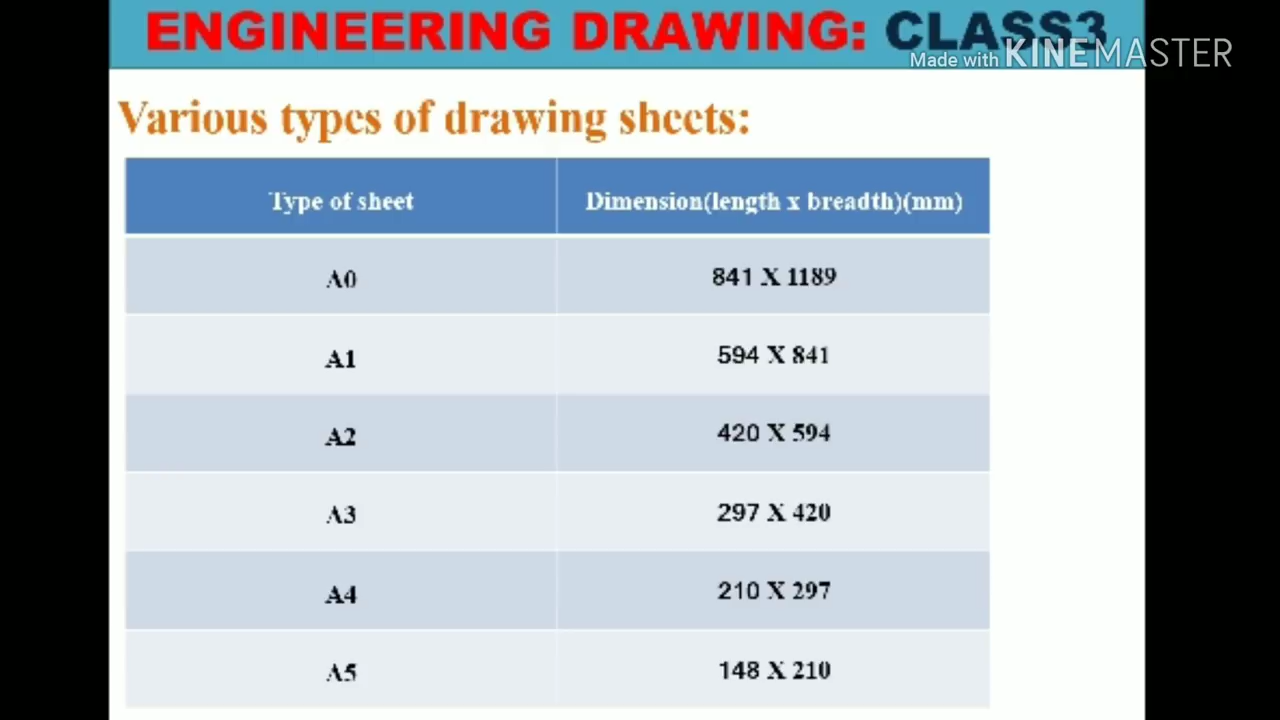 ENGINEERING DRAWING: CLASS3
Made with KINEMASTER
Various types of drawing sheets:
Type of sheet Dimension(length x breadth)(mm)
A0 841 X 1189
A1 594 X 841
A2 420 X 594
A3 297 X 420
A4 210 X 297
A5 148 X 210